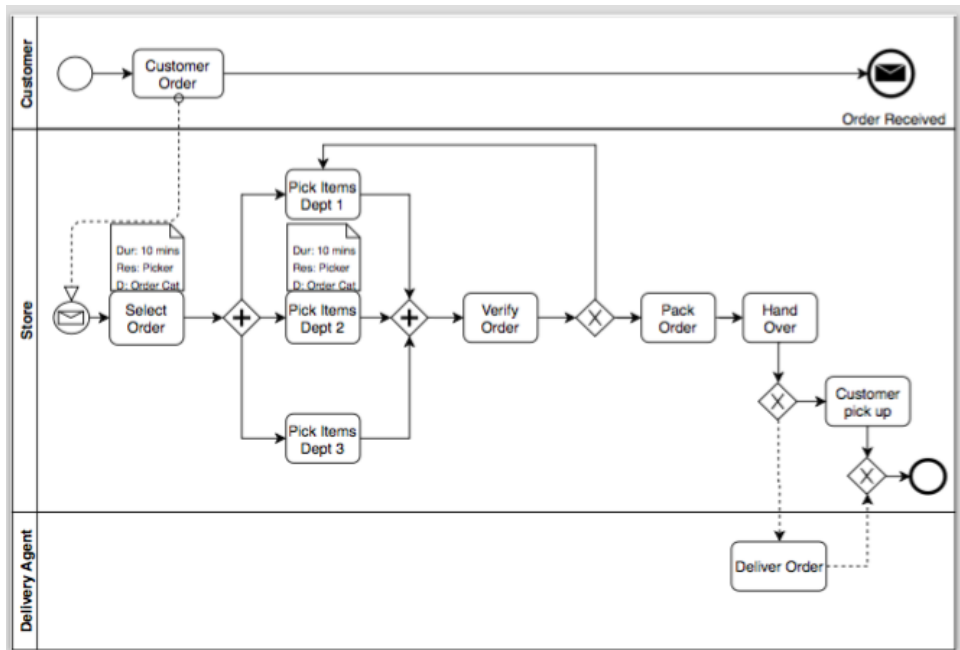 Customer
Customer
Order
Order Received
Store
Pick Items
Dept 1
Dur: 10 mins
Res: Picker
D: Order Cat
Select
Order
Dur: 10 mins
Res: Picker
D: Order Cat
Pick Items
Dept 2
Verify
Order
X
Pack
Order
Hand
Over
X
Customer
pick up
Pick Items
Dept 3
X
Delivery Agent
Deliver Order